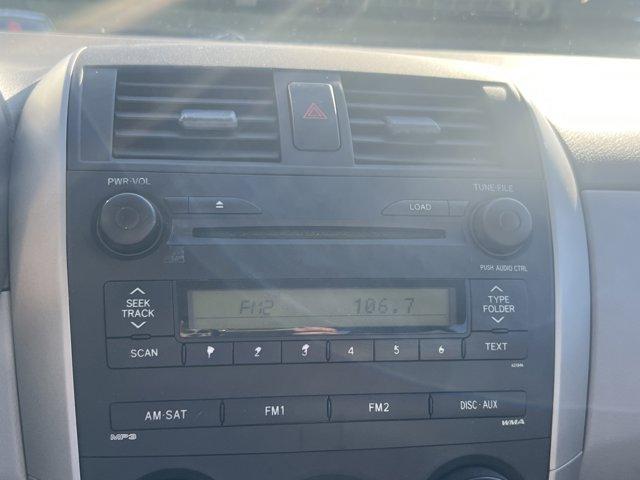 PWR·VOL
TUNE·FILE
LOAD
PUSH AUDIO CTRL
SEEK
TRACK
FM2 106.7
TYPE
FOLDER
SCAN 1 2 3 4 5 6 TEXT
AM·SAT FM1 FM2 DISC·AUX
MP3
WMA